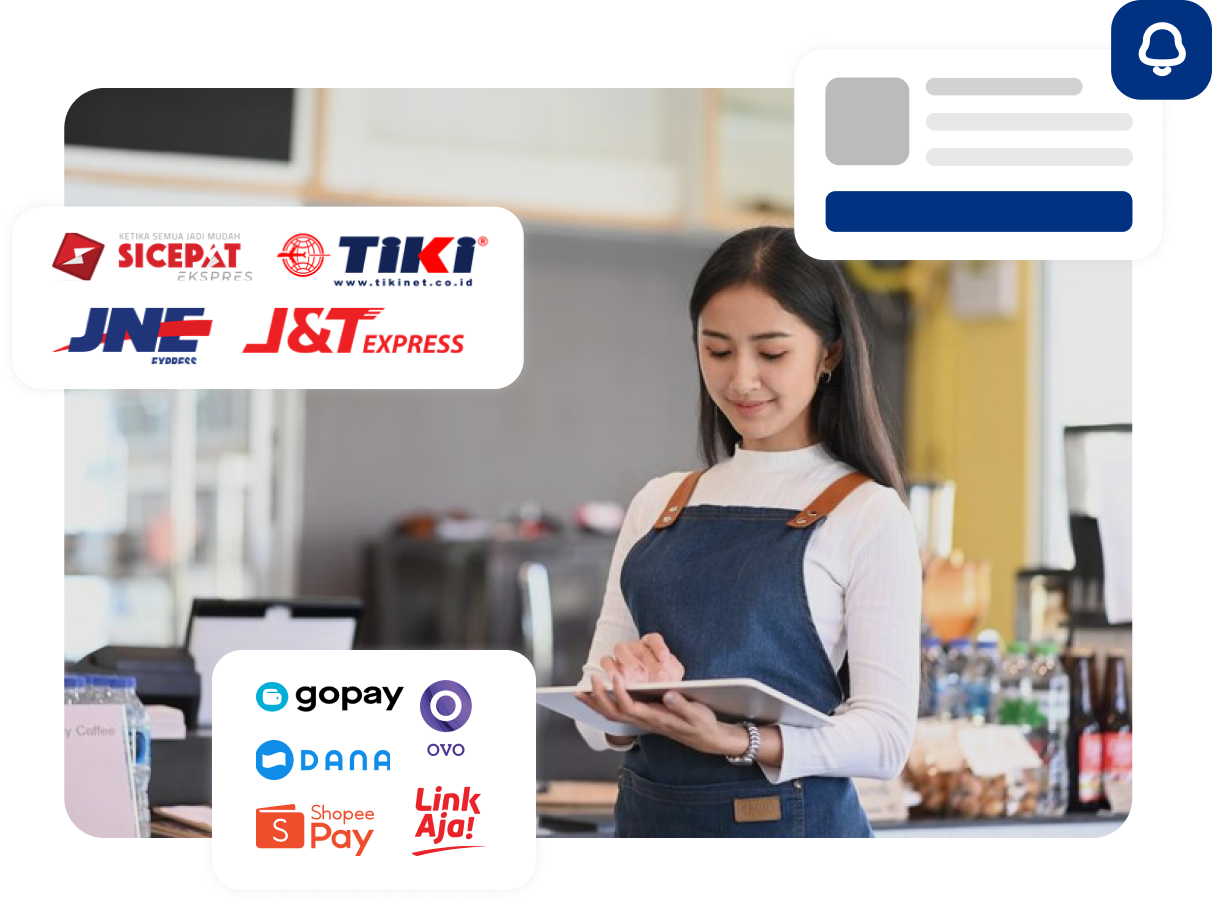 KETIKA SEMUA JADI MUDAH
SICEPAT
EKSPRES
TIKI®
www.tikinet.co.id
JNE
EXPRESS
J&T EXPRESS
gopay
OVO
DANA
S
Shopee
Pay
Link
Aja!
y Coffee